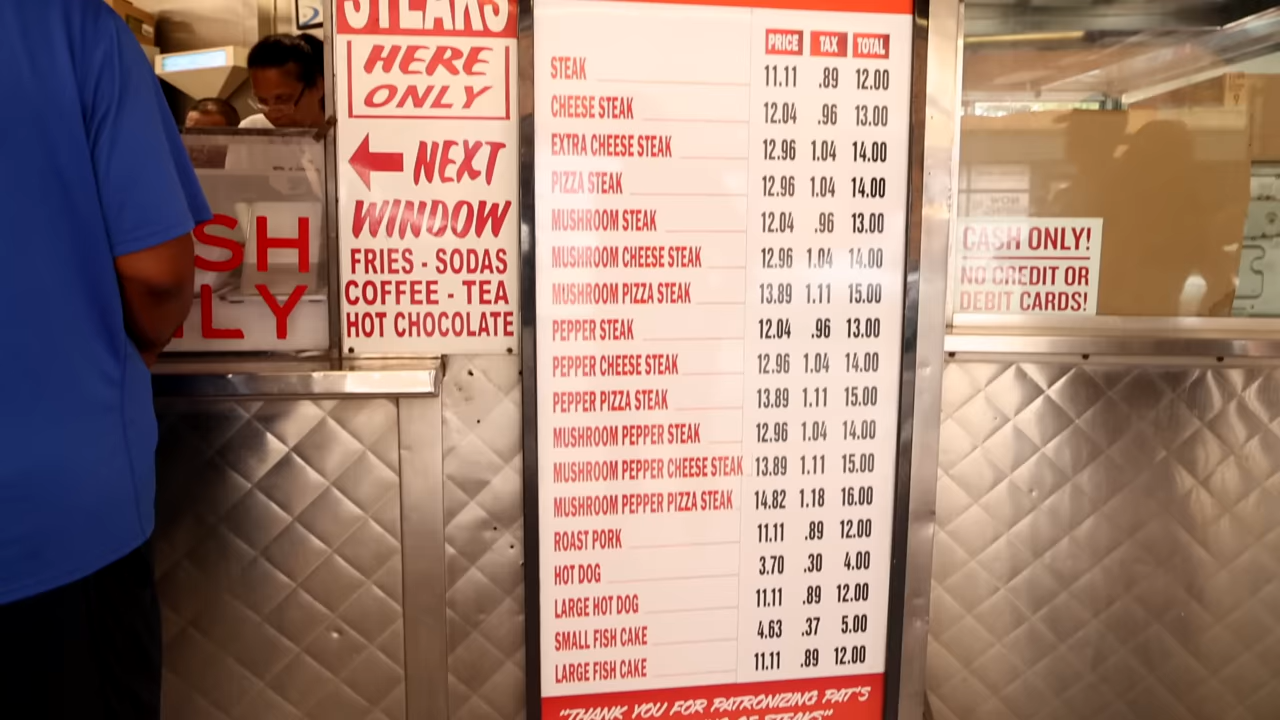 STEAKS
HERE
ONLY
NEXT
WINDOW
FRIES - SODAS
COFFEE - TEA
HOT CHOCOLATE
PRICE TAX TOTAL
STEAK 11.11 .89 12.00
CHEESE STEAK 12.04 .96 13.00
EXTRA CHEESE STEAK 12.96 1.04 14.00
PIZZA STEAK 12.96 1.04 14.00
MUSHROOM STEAK 12.04 .96 13.00
MUSHROOM CHEESE STEAK 12.96 1.04 14.00
MUSHROOM PIZZA STEAK 13.89 1.11 15.00
PEPPER STEAK 12.04 .96 13.00
PEPPER CHEESE STEAK 12.96 1.04 14.00
PEPPER PIZZA STEAK 13.89 1.11 15.00
MUSHROOM PEPPER STEAK 12.96 1.04 14.00
MUSHROOM PEPPER CHEESE STEAK 13.89 1.11 15.00
MUSHROOM PEPPER PIZZA STEAK 14.82 1.18 16.00
ROAST PORK 11.11 .89 12.00
HOT DOG 3.70 .30 4.00
LARGE HOT DOG 11.11 .89 12.00
SMALL FISH CAKE 4.63 .37 5.00
LARGE FISH CAKE 11.11 .89 12.00
"THANK YOU FOR PATRONIZING PAT'S
OF STEAKS"
CASH ONLY!
NO CREDIT OR
DEBIT CARDS!